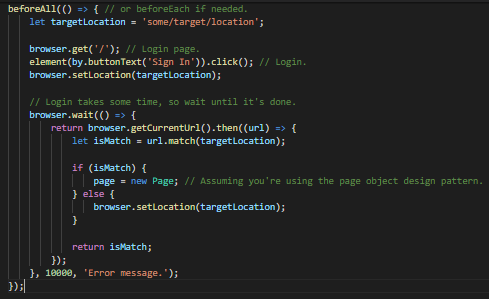 beforeAll(() => { // or beforeEach if needed.
    let targetLocation = 'some/target/location';

    browser.get('/'); // Login page.
    element(by.buttonText('Sign In')).click(); // Login.
    browser.setLocation(targetLocation);

    // Login takes some time, so wait until it's done.
    browser.wait(() => {
        return browser.getCurrentUrl().then((url) => {
            let isMatch = url.match(targetLocation);

            if (isMatch) {
                page = new Page; // Assuming you're using the page object design pattern.
            } else {
                browser.setLocation(targetLocation);
            }

            return isMatch;
        });
    }, 10000, 'Error message.');
});